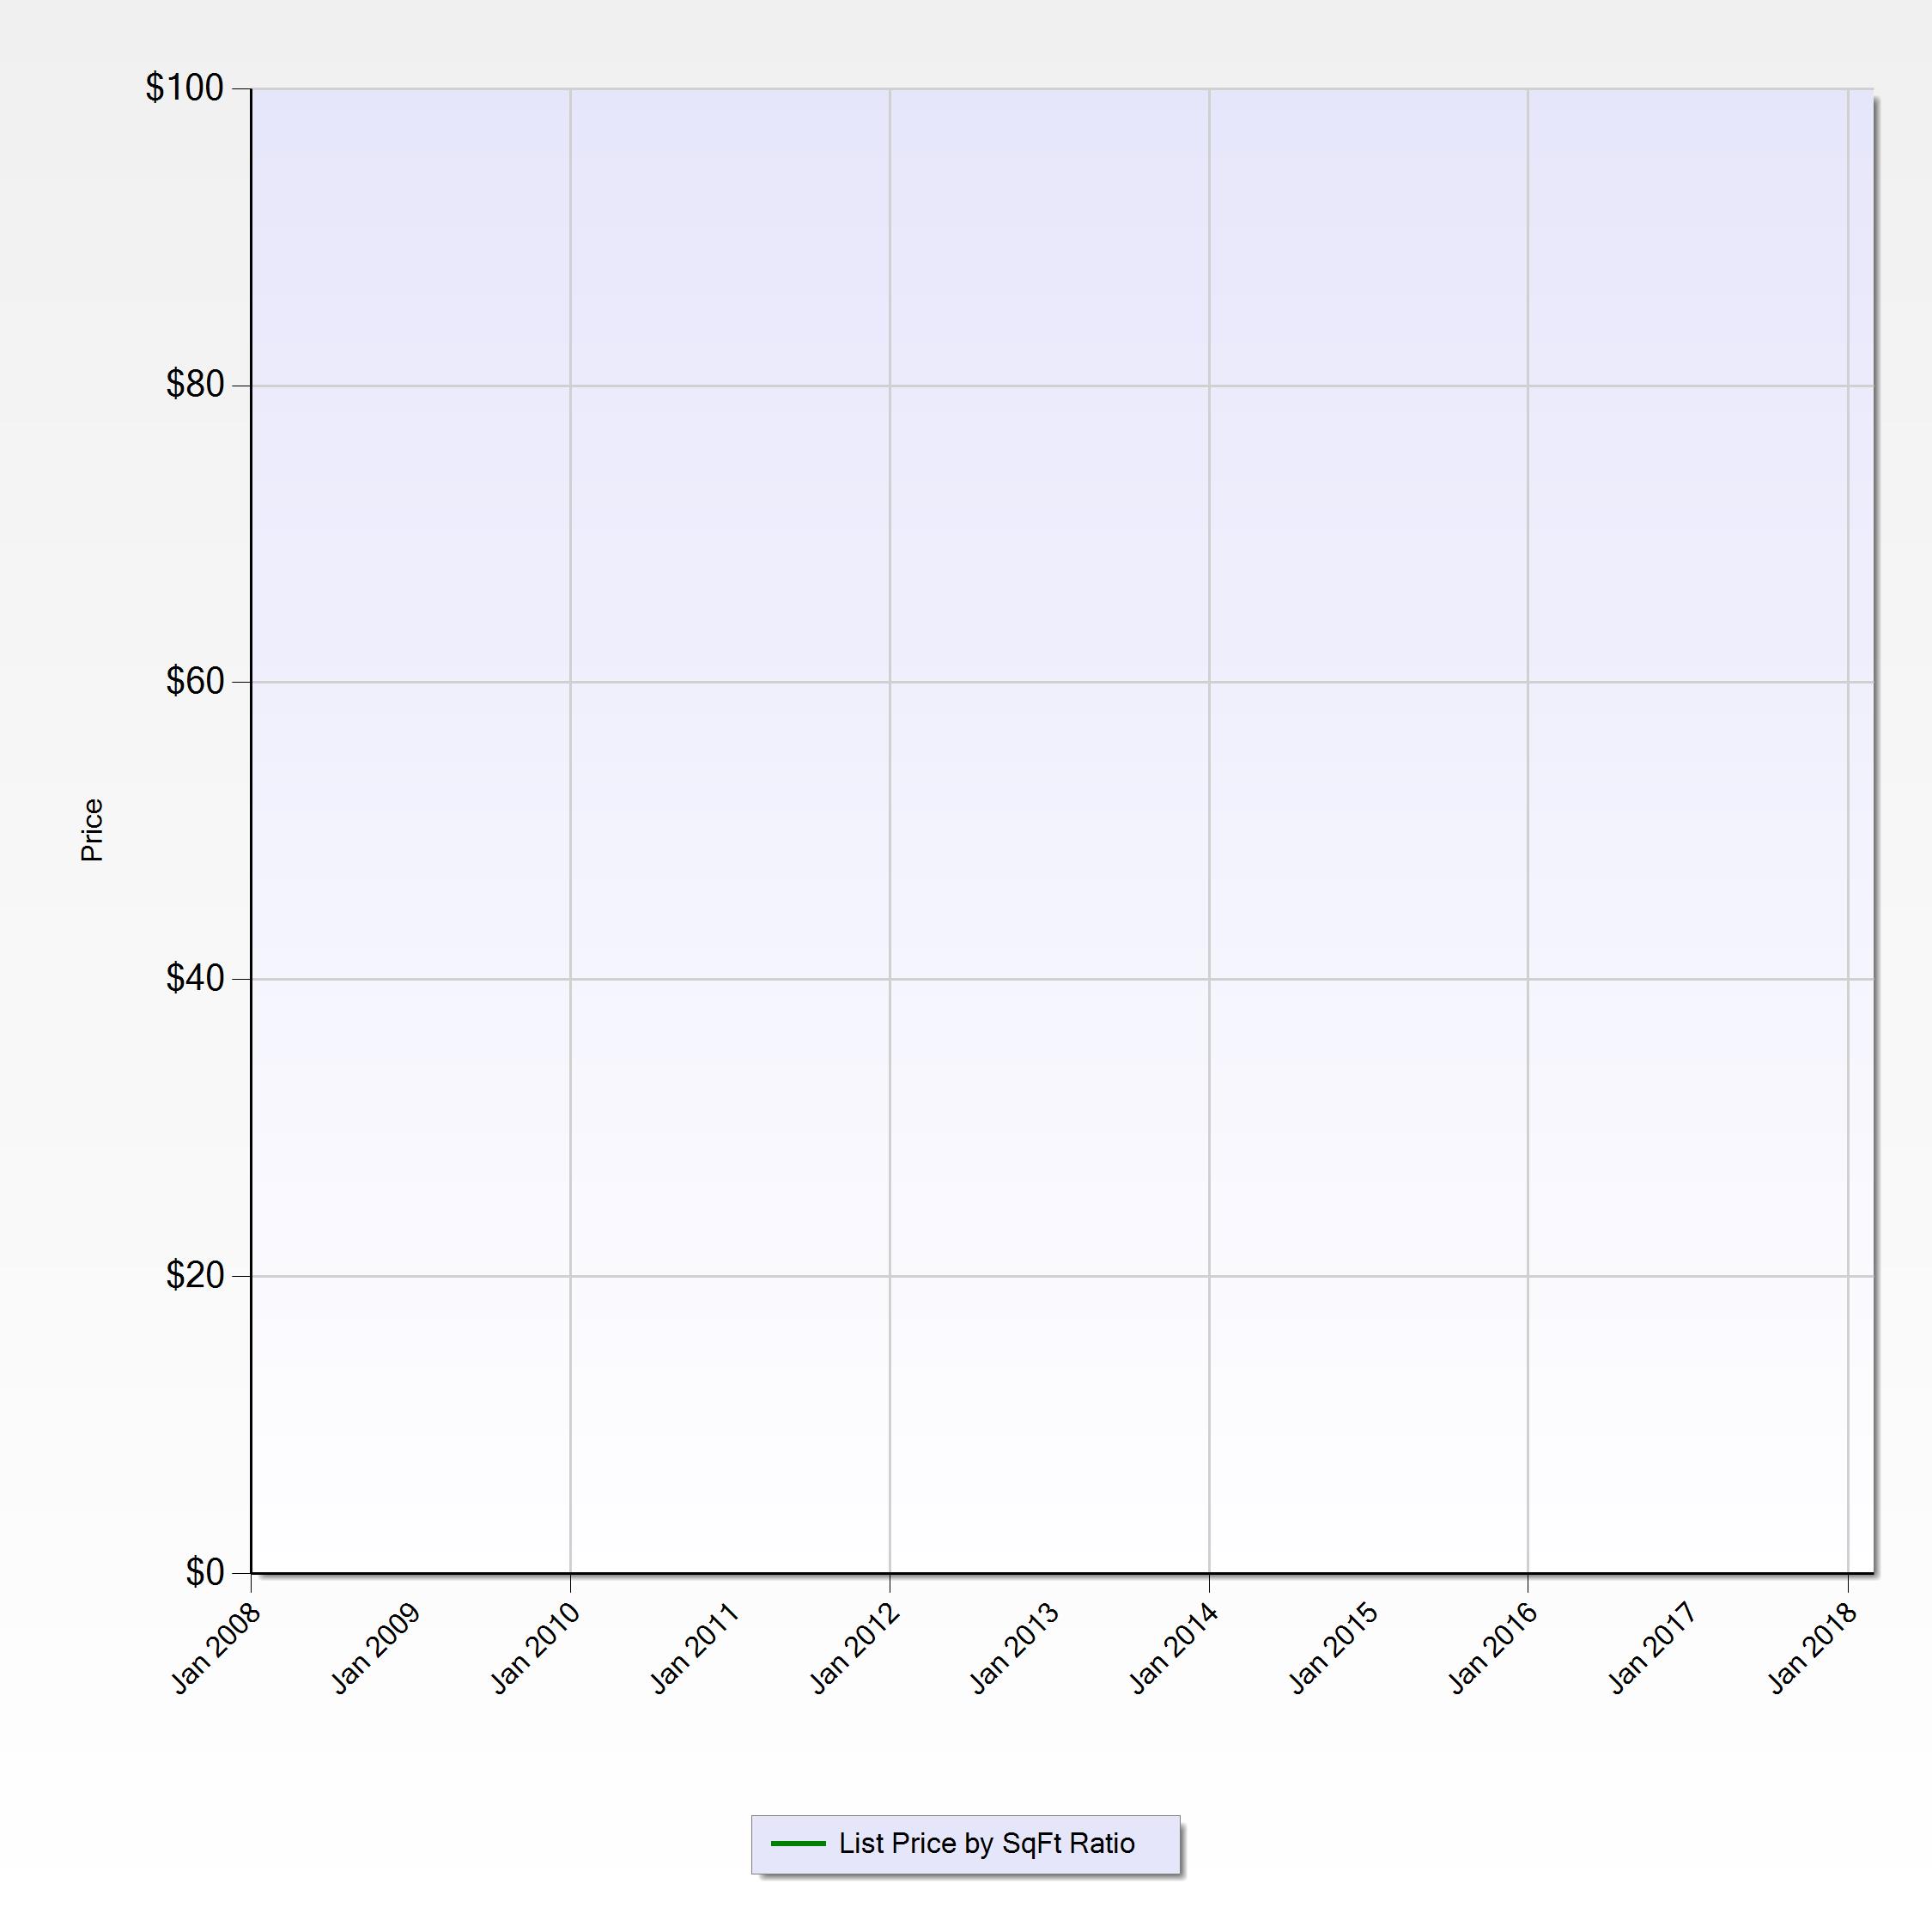 $100
$80
$60
Price
$40
$20
$0
Jan 2008
Jan 2009
Jan 2010
Jan 2011
Jan 2012
Jan 2013
Jan 2014
Jan 2015
Jan 2016
Jan 2017
Jan 2018
List Price by SqFt Ratio